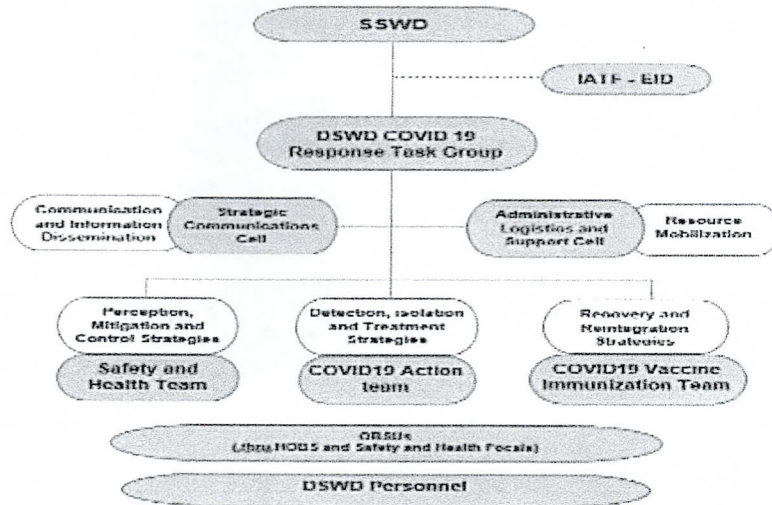 SSWD
IATF - EID
DSWD COVID 19
Response Task Group
Communication
and Information
Dissemination
Strategic
Communications
Cell
Administrative
Logistics and
Support Cell
Resource
Mobilization
Perception,
Mitigation and
Control Strategies
Safety and
Health Team
Detection, Isolation
and Treatment
Strategies
COVID19 Action
team
Recovery and
Reintegration
Strategies
COVID19 Vaccine
Immunization Team
OBSUs
(thru HOBS and Safety and Health Focals)
DSWD Personnel